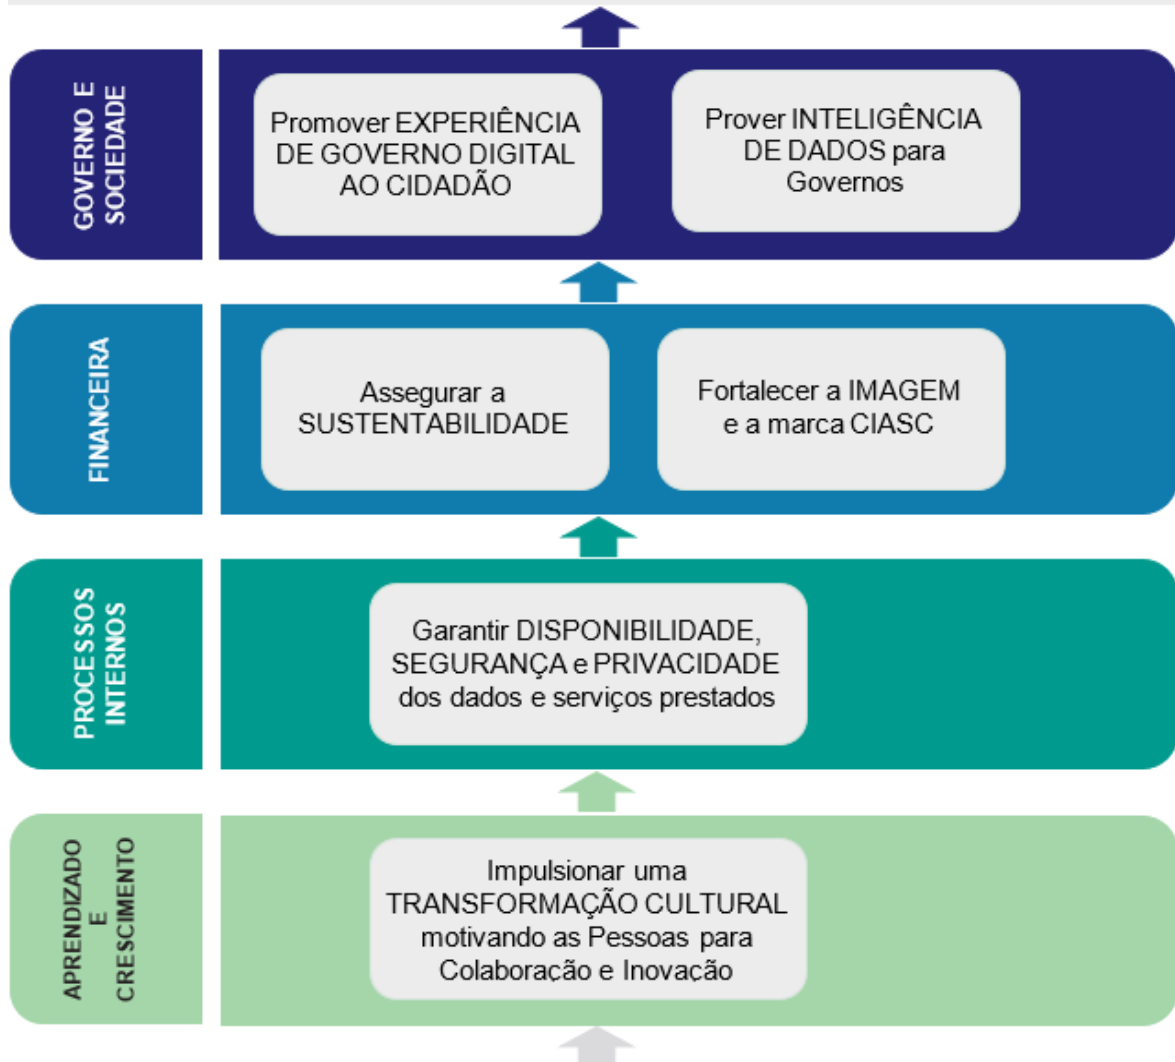 GOVERNO E
SOCIEDADE
Promover EXPERIÊNCIA
DE GOVERNO DIGITAL
AO CIDADÃO
Prover INTELIGÊNCIA
DE DADOS para
Governos
FINANCEIRA
Assegurar a
SUSTENTABILIDADE
Fortalecer a IMAGEM
e a marca CIASC
PROCESSOS
INTERNOS
Garantir DISPONIBILIDADE,
SEGURANÇA e PRIVACIDADE
dos dados e serviços prestados
APRENDIZADO
E
CRESCIMENTO
Impulsionar uma
TRANSFORMAÇÃO CULTURAL
motivando as Pessoas para
Colaboração e Inovação